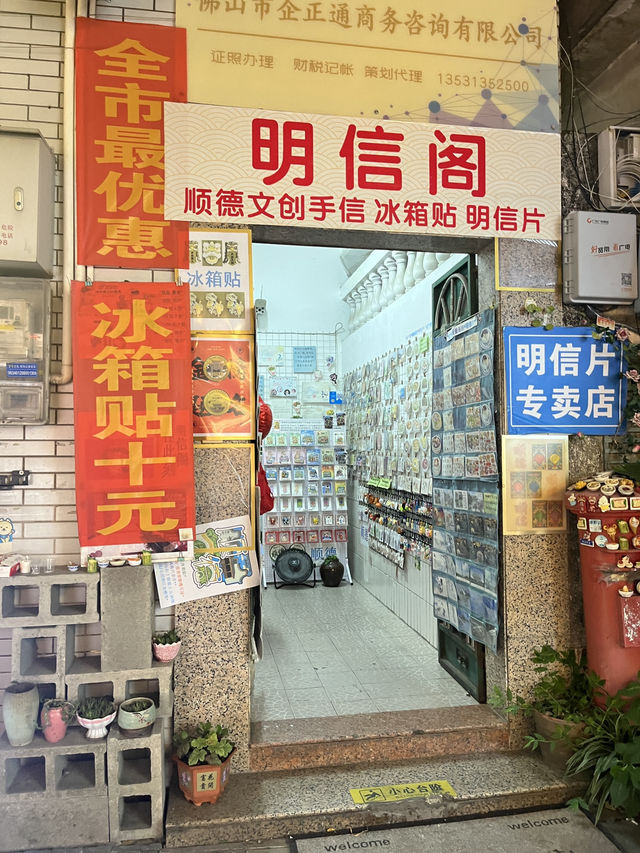 佛山市企正通商务咨询有限公司
证照办理 财税记帐 策划代理 13531352500
全市最优惠
明信阁
顺德文创手信 冰箱贴 明信片
冰箱贴
冰箱贴十元
明信片
专卖店
顺德
小心台阶
welcome
welcome